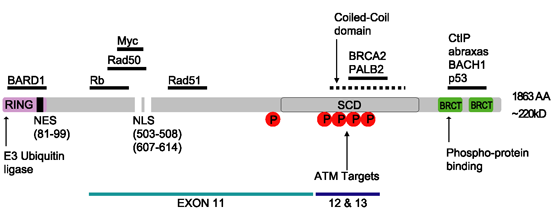 Coiled-Coil
domain
CtIP
abraxas
BACH1
p53
Myc
Rad50
BRCA2
PALB2
BARD1
Rb
Rad51
RING
SCD
BRCT
BRCT
1863 AA
~220kD
NES
(81-99)
NLS
(503-508)
(607-614)
P
P
P
P
P
E3 Ubiquitin
ligase
ATM Targets
Phospho-protein
binding
EXON 11
12 & 13